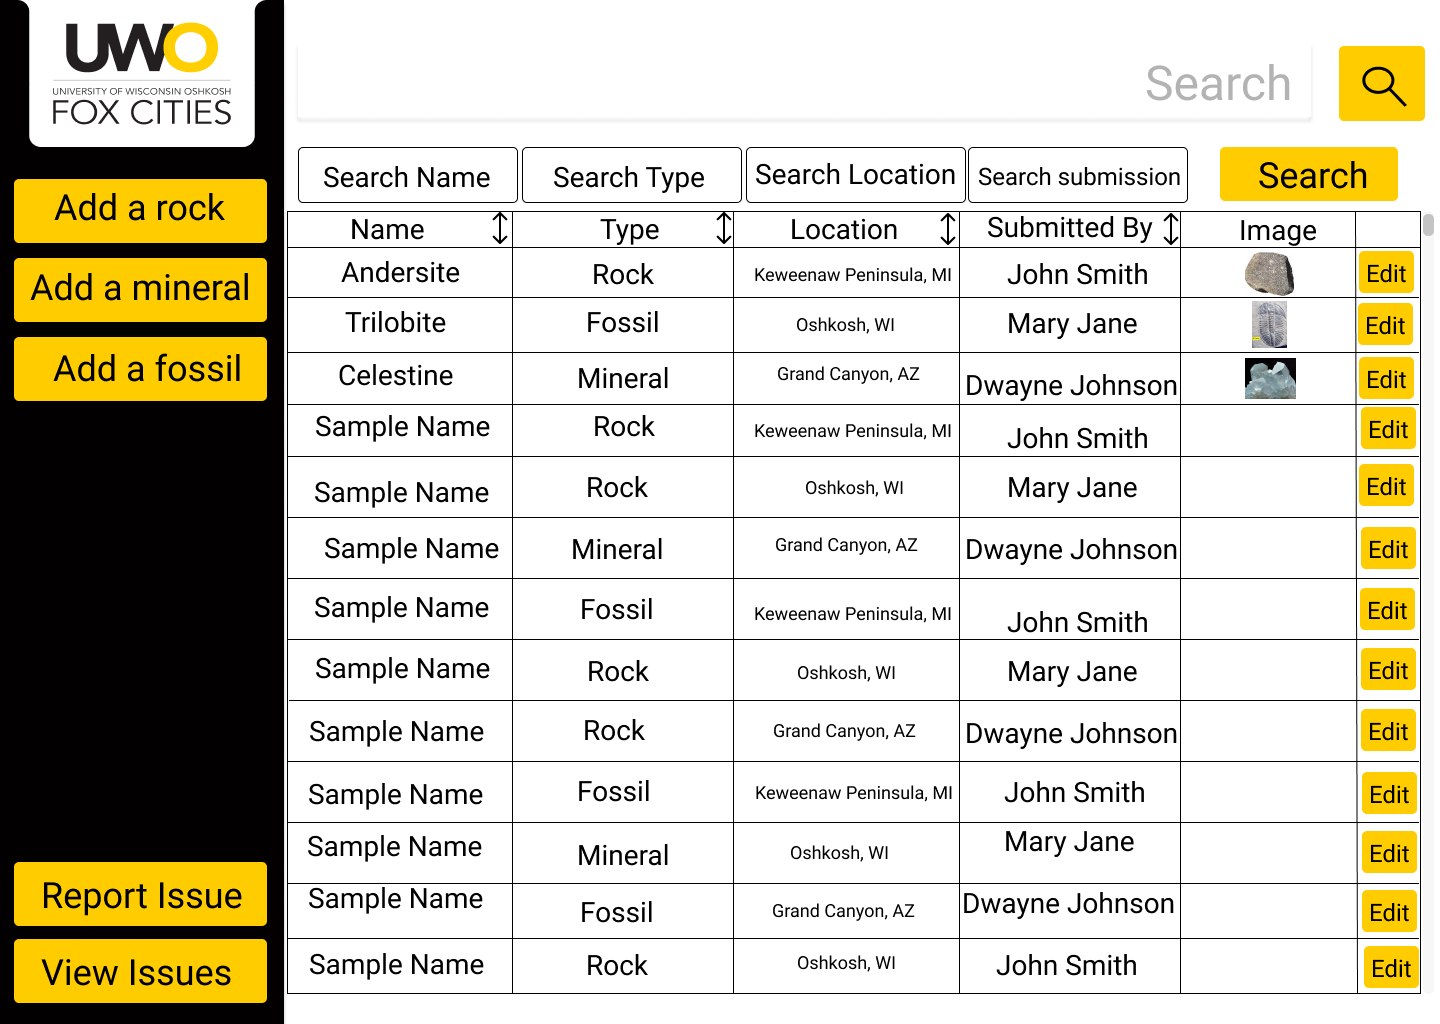 UWO
UNIVERSITY OF WISCONSIN OSHKOSH
FOX CITIES
Add a rock
Add a mineral
Add a fossil
Report Issue
View Issues
Search
Search Name Search Type Search Location Search submission Search
Name Type Location Submitted By Image
Andersite Rock Keweenaw Peninsula, MI John Smith Edit
Trilobite Fossil Oshkosh, WI Mary Jane Edit
Celestine Mineral Grand Canyon, AZ Dwayne Johnson Edit
Sample Name Rock Keweenaw Peninsula, MI John Smith Edit
Sample Name Rock Oshkosh, WI Mary Jane Edit
Sample Name Mineral Grand Canyon, AZ Dwayne Johnson Edit
Sample Name Fossil Keweenaw Peninsula, MI John Smith Edit
Sample Name Rock Oshkosh, WI Mary Jane Edit
Sample Name Rock Grand Canyon, AZ Dwayne Johnson Edit
Sample Name Fossil Keweenaw Peninsula, MI John Smith Edit
Sample Name Mineral Oshkosh, WI Mary Jane Edit
Sample Name Fossil Grand Canyon, AZ Dwayne Johnson Edit
Sample Name Rock Oshkosh, WI John Smith Edit